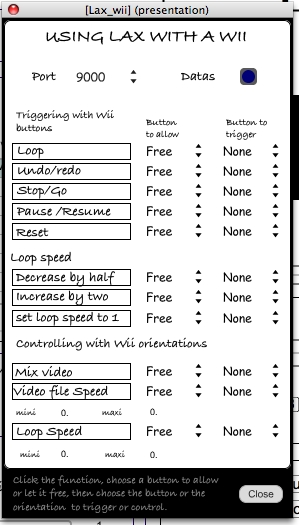 [Lax_wii] (presentation)
USING LAX WITH A WII
Port 9000 Datas
Triggering with Wii buttons Button to allow Button to trigger
Loop Free None
Undo/redo Free None
Stop/Go Free None
Pause /Resume Free None
Reset Free None
Loop speed
Decrease by half Free None
Increase by two Free None
set loop speed to 1 Free None
Controlling with Wii orientations
Mix video Free None
Video file Speed Free None
mini 0. maxi 0.
Loop Speed Free None
mini 0. maxi 0.
Click the function, choose a button to allow
or let it free, then choose the button or the
orientation to trigger or control.
Close